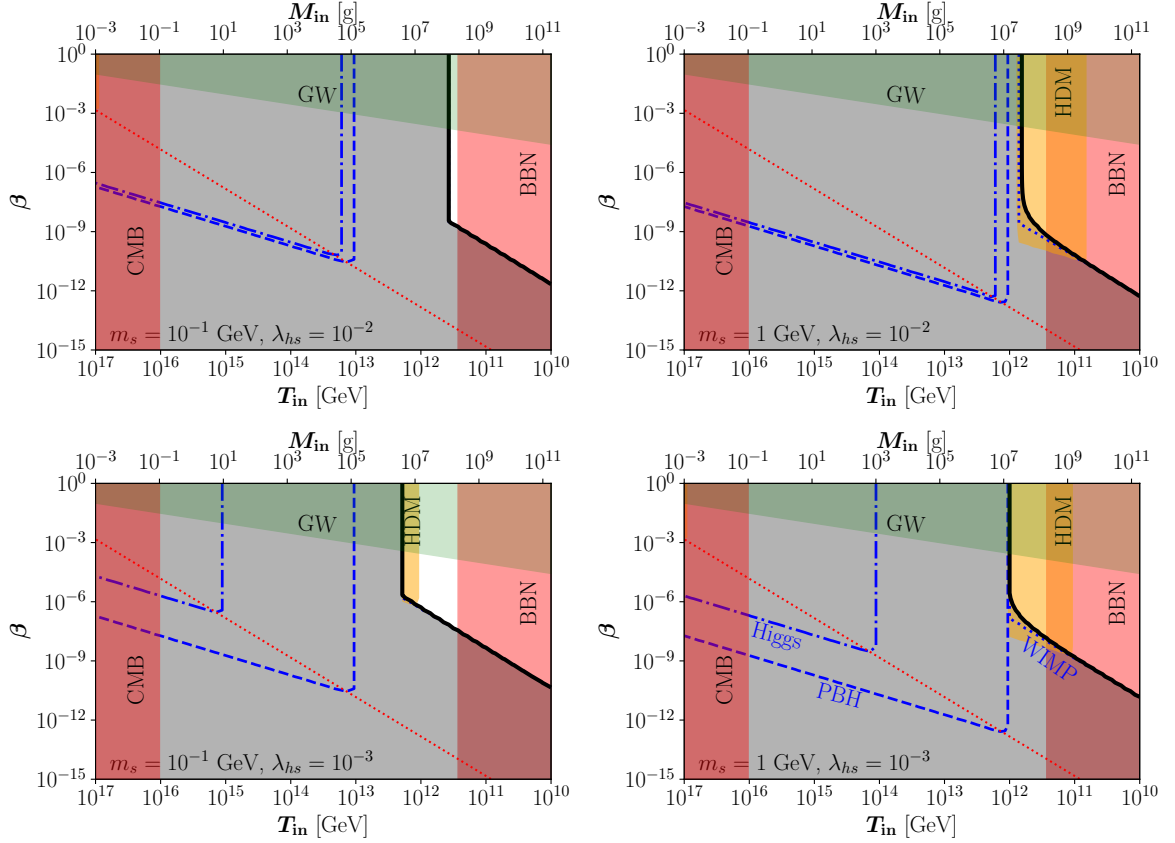 M_in [g]
M_in [g]
10^−3 10^−1 10^1 10^3 10^5 10^7 10^9 10^11
10^−3 10^−1 10^1 10^3 10^5 10^7 10^9 10^11
10^0
10^−3
10^−6
10^−9
10^−12
10^−15
β
GW
CMB
BBN
m_s = 10^−1 GeV, λ_hs = 10^−2
10^17 10^16 10^15 10^14 10^13 10^12 10^11 10^10
T_in [GeV]
10^0
10^−3
10^−6
10^−9
10^−12
10^−15
β
GW
HDM
CMB
BBN
m_s = 1 GeV, λ_hs = 10^−2
10^17 10^16 10^15 10^14 10^13 10^12 10^11 10^10
T_in [GeV]
M_in [g]
M_in [g]
10^−3 10^−1 10^1 10^3 10^5 10^7 10^9 10^11
10^−3 10^−1 10^1 10^3 10^5 10^7 10^9 10^11
10^0
10^−3
10^−6
10^−9
10^−12
10^−15
β
GW
HDM
CMB
BBN
m_s = 10^−1 GeV, λ_hs = 10^−3
10^17 10^16 10^15 10^14 10^13 10^12 10^11 10^10
T_in [GeV]
10^0
10^−3
10^−6
10^−9
10^−12
10^−15
β
GW
HDM
CMB
BBN
Higgs
WIMP
PBH
m_s = 1 GeV, λ_hs = 10^−3
10^17 10^16 10^15 10^14 10^13 10^12 10^11 10^10
T_in [GeV]